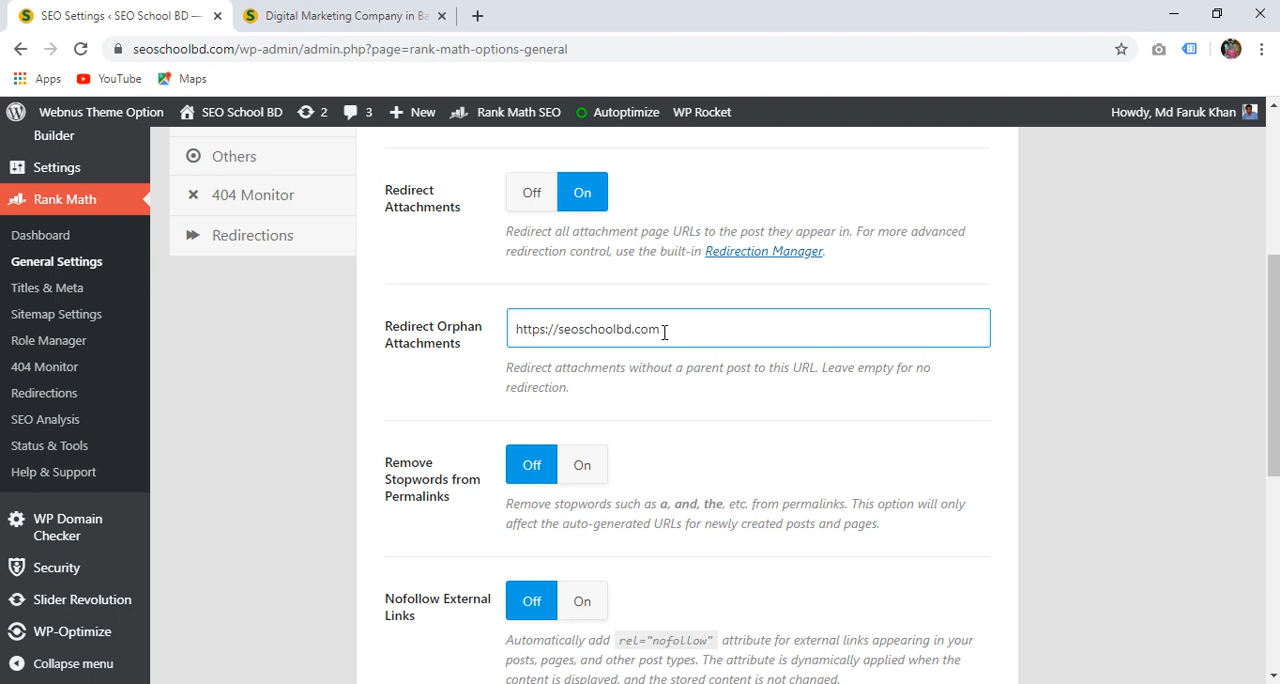 SEO Settings ‹ SEO School BD —
Digital Marketing Company in Ba
seoschoolbd.com/wp-admin/admin.php?page=rank-math-options-general
Apps YouTube Maps
Webnus Theme Option SEO School BD 2 3 New Rank Math SEO Autoptimize WP Rocket Howdy, Md Faruk Khan
Builder
Settings
Rank Math
Dashboard
General Settings
Titles & Meta
Sitemap Settings
Role Manager
404 Monitor
Redirections
SEO Analysis
Status & Tools
Help & Support
WP Domain
Checker
Security
Slider Revolution
WP-Optimize
Collapse menu
Others
404 Monitor
Redirections
Redirect
Attachments
Off On
Redirect all attachment page URLs to the post they appear in. For more advanced
redirection control, use the built-in Redirection Manager.
Redirect Orphan
Attachments
https://seoschoolbd.com
Redirect attachments without a parent post to this URL. Leave empty for no
redirection.
Remove
Stopwords from
Permalinks
Off On
Remove stopwords such as a, and, the, etc. from permalinks. This option will only
affect the auto-generated URLs for newly created posts and pages.
Nofollow External
Links
Off On
Automatically add rel="nofollow" attribute for external links appearing in your
posts, pages, and other post types. The attribute is dynamically applied when the
content is displayed, and the stored content is not changed.